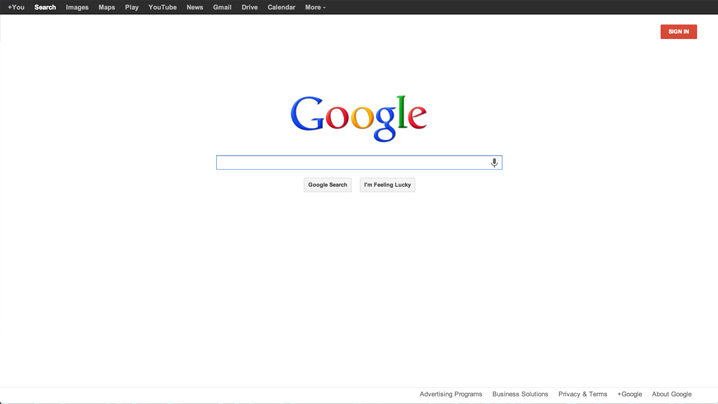 +You Search Images Maps Play YouTube News Gmail Drive Calendar More
SIGN IN
Google
Google Search I'm Feeling Lucky
Advertising Programs Business Solutions Privacy & Terms +Google About Google